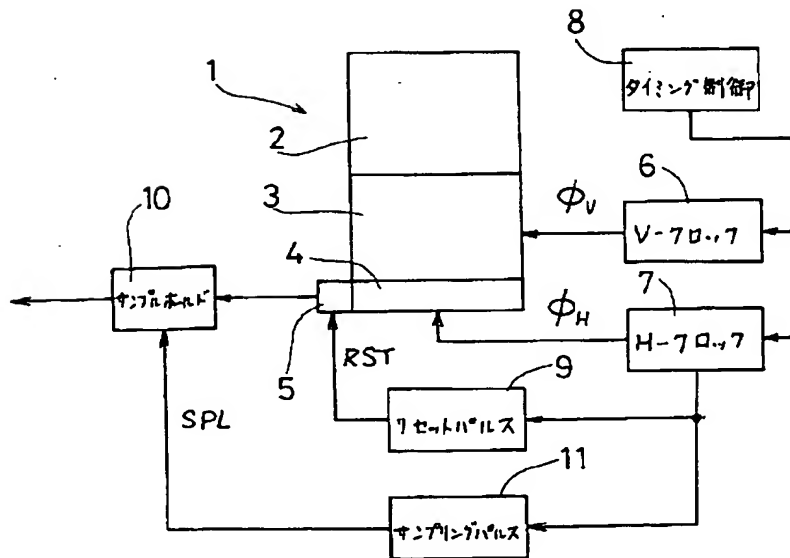 8
タイミング制御
1
2
6
3
ϕV
V-クロック
10
4
7
サンプルホールド
ϕH
H-クロック
5
RST
9
リセットパルス
SPL
11
サンプリングパルス